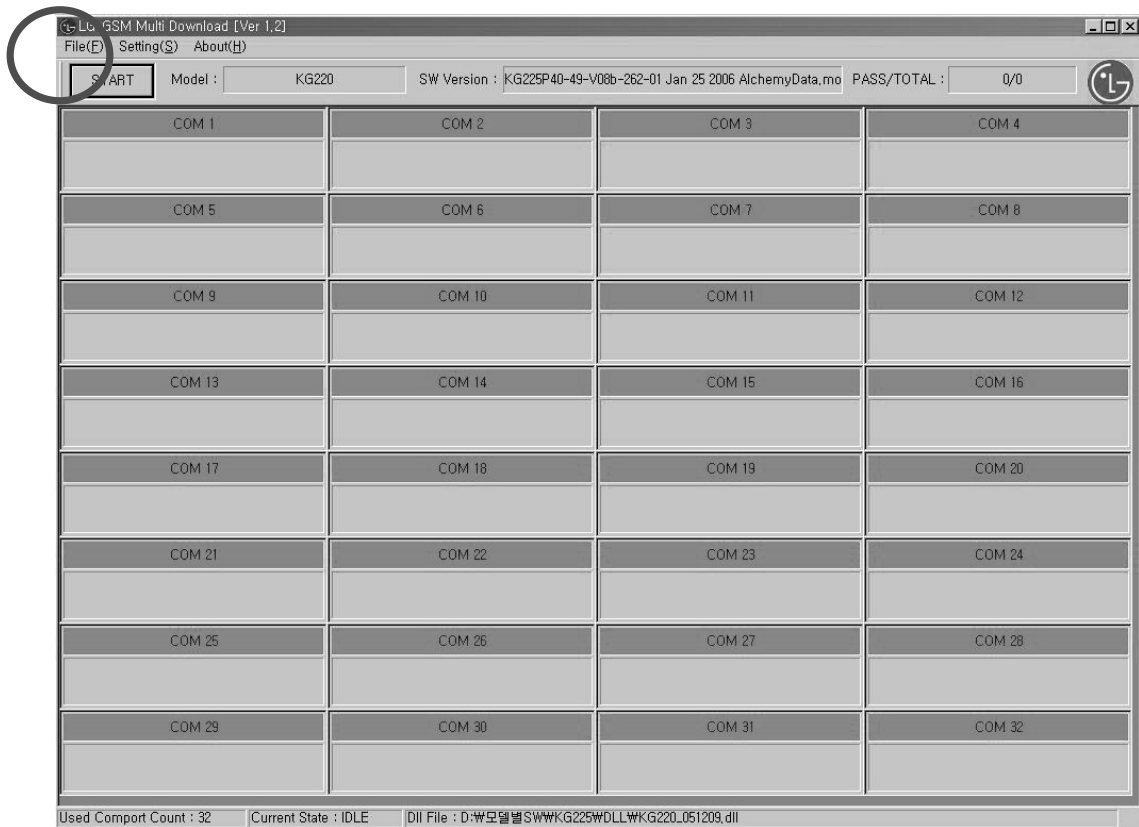 LG GSM Multi Download [Ver 1,2]
File(F) Setting(S) About(H)
START Model : KG220 SW Version : KG225P40-49-V08b-262-01 Jan 25 2006 AlchemyData,mo PASS/TOTAL : 0/0
COM 1 COM 2 COM 3 COM 4
COM 5 COM 6 COM 7 COM 8
COM 9 COM 10 COM 11 COM 12
COM 13 COM 14 COM 15 COM 16
COM 17 COM 18 COM 19 COM 20
COM 21 COM 22 COM 23 COM 24
COM 25 COM 26 COM 27 COM 28
COM 29 COM 30 COM 31 COM 32
Used Comport Count : 32 Current State : IDLE Dll File : D:₩모델별SW₩KG225₩DLL₩KG220_051209,dll